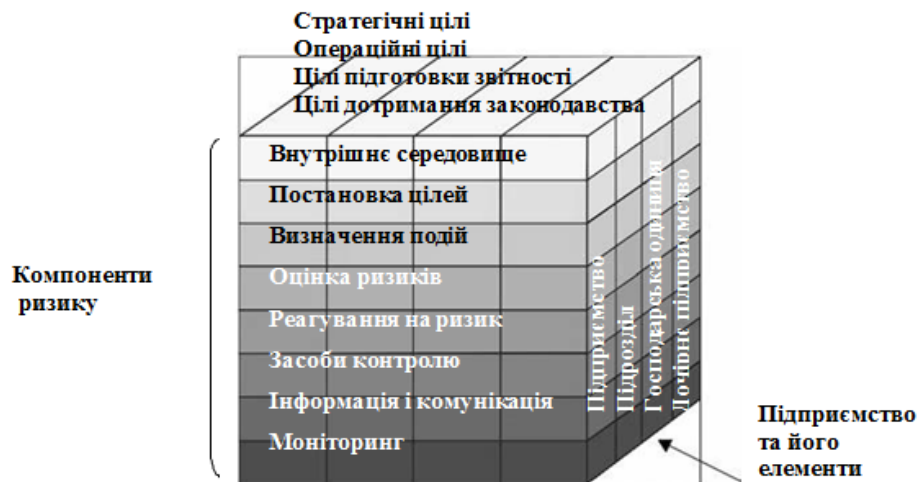 Стратегічні цілі
Операційні цілі
Цілі підготовки звітності
Цілі дотримання законодавства
Внутрішнє середовище
Постановка цілей
Визначення подій
Оцінка ризиків
Реагування на ризик
Засоби контролю
Інформація і комунікація
Моніторинг
Компоненти
ризику
Підприємство
Підрозділ
Господарська одиниця
Дочірнє підприємство
Підприємство
та його
елементи